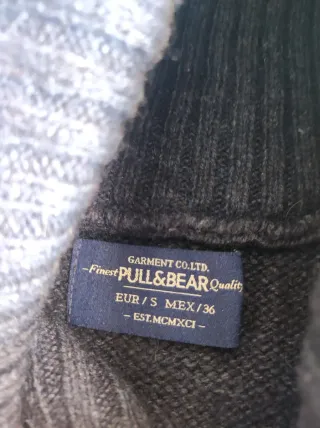 GARMENT CO.LTD.
-Finest PULL&BEAR Quality
EUR/S MEX/36
- EST.MCMXCI -